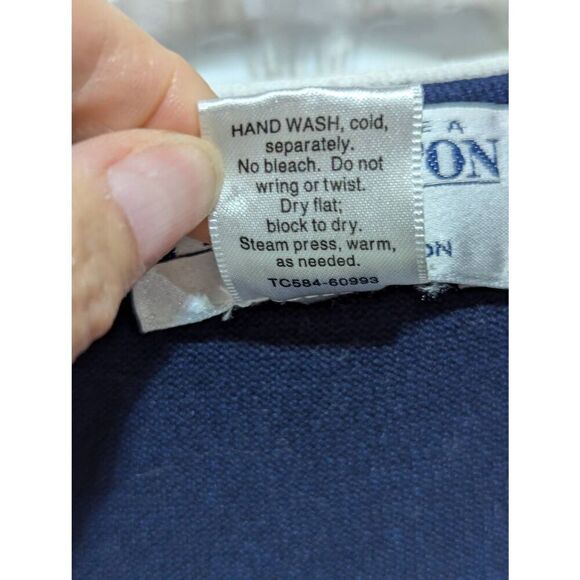 HAND WASH, cold,
separately.
No bleach. Do not
wring or twist.
Dry flat;
block to dry.
Steam press, warm,
as needed.
TC584-60993
E A
ON
ON